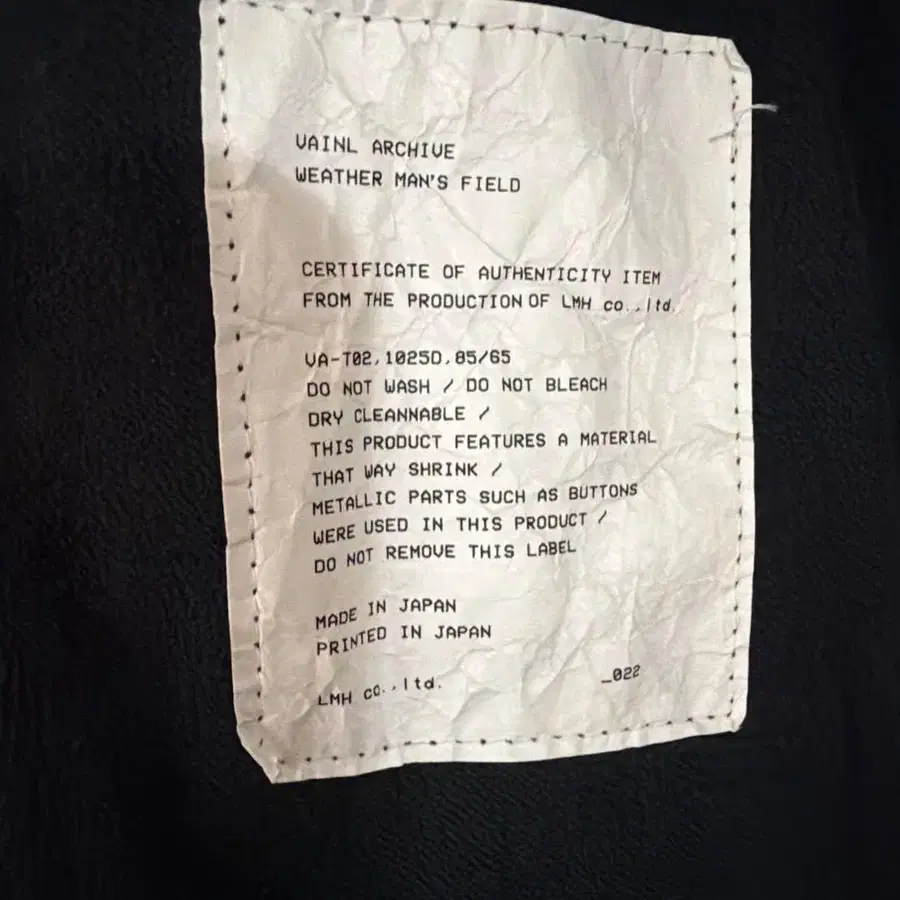 VAINL ARCHIVE
WEATHER MAN'S FIELD
CERTIFICATE OF AUTHENTICITY ITEM
FROM THE PRODUCTION OF LMH co.,ltd.
VA-T02,1025D,85/65
DO NOT WASH / DO NOT BLEACH
DRY CLEANNABLE /
THIS PRODUCT FEATURES A MATERIAL
THAT WAY SHRINK /
METALLIC PARTS SUCH AS BUTTONS
WERE USED IN THIS PRODUCT /
DO NOT REMOVE THIS LABEL
MADE IN JAPAN
PRINTED IN JAPAN
LMH co.,ltd.
_022